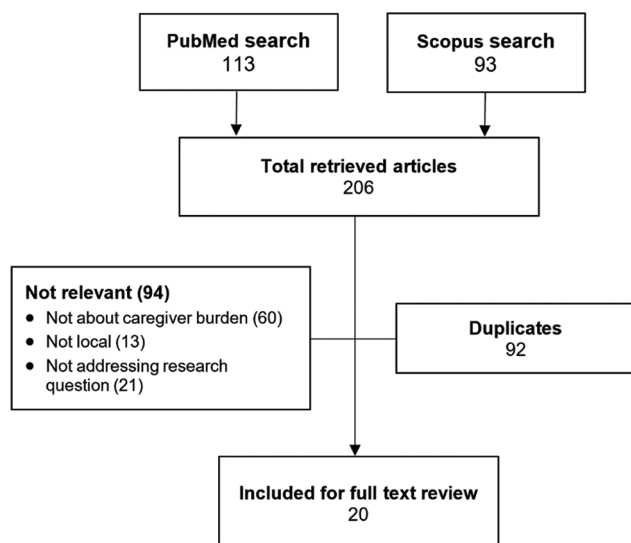 PubMed search
113
Scopus search
93
Total retrieved articles
206
Not relevant (94)
● Not about caregiver burden (60)
● Not local (13)
● Not addressing research
question (21)
Duplicates
92
Included for full text review
20